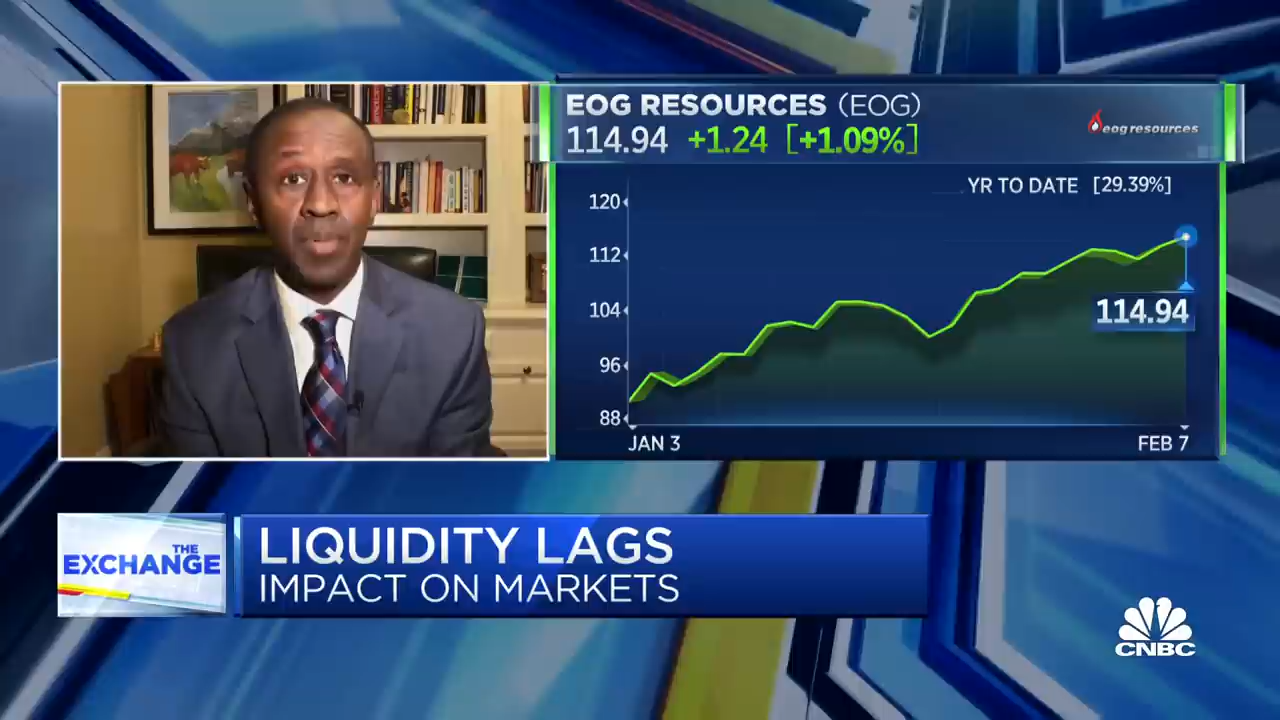 EOG RESOURCES (EOG)
114.94 +1.24 [+1.09%]
eog resources
YR TO DATE [29.39%]
120
112
104
96
88
114.94
JAN 3
FEB 7
THE
EXCHANGE
LIQUIDITY LAGS
IMPACT ON MARKETS
CNBC